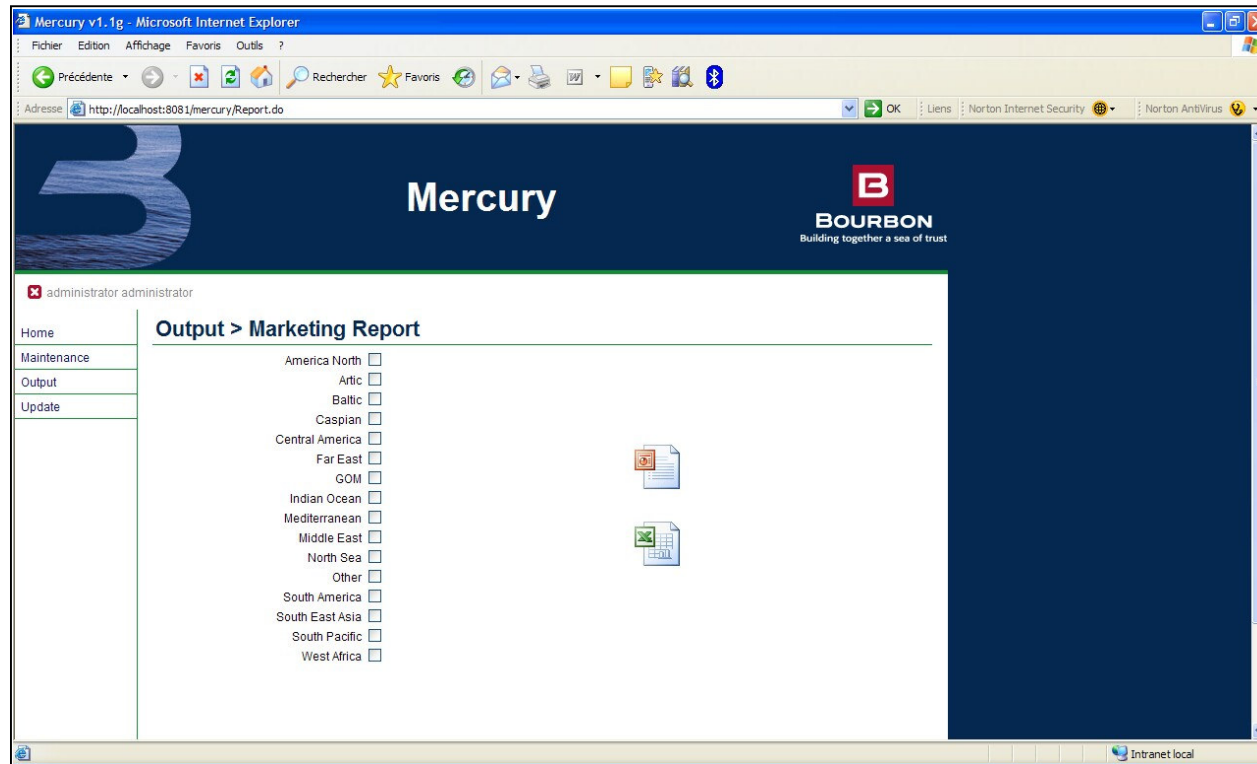 Mercury v1.1g - Microsoft Internet Explorer
Fichier Edition Affichage Favoris Outils ?
Précédente Rechercher Favoris
Adresse http://localhost:8081/mercury/Report.do OK Liens Norton Internet Security Norton AntiVirus
Mercury
B
BOURBON
Building together a sea of trust
administrator administrator
Home
Maintenance
Output
Update
Output > Marketing Report
America North
Artic
Baltic
Caspian
Central America
Far East
GOM
Indian Ocean
Mediterranean
Middle East
North Sea
Other
South America
South East Asia
South Pacific
West Africa
Intranet local